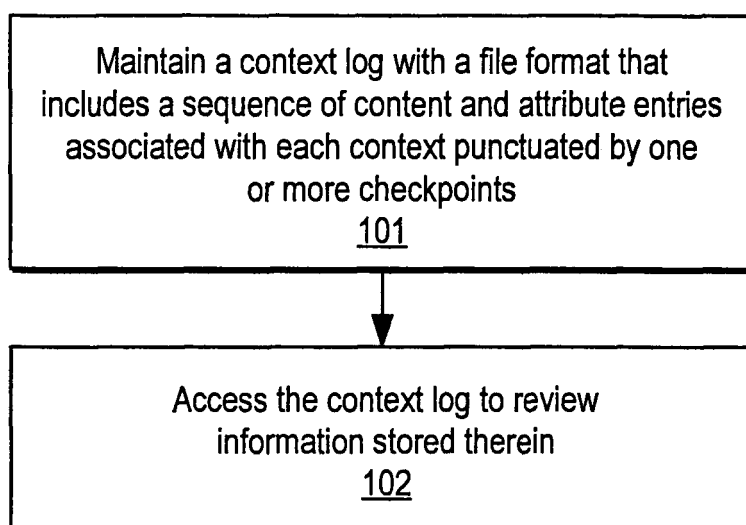 Maintain a context log with a file format that
includes a sequence of content and attribute entries
associated with each context punctuated by one
or more checkpoints
101
Access the context log to review
information stored therein
102